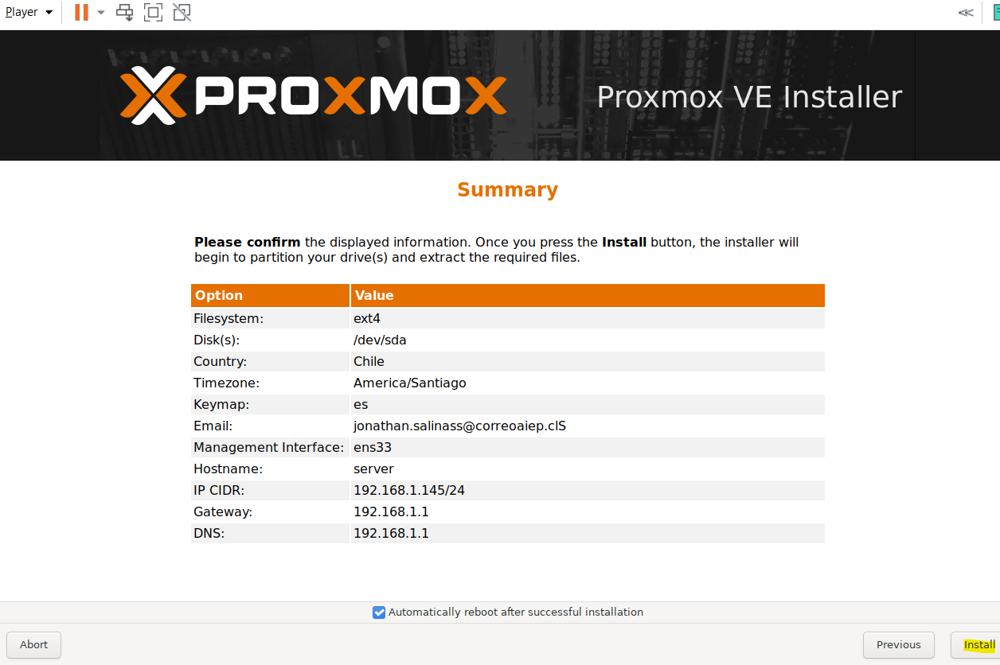 Player
PROXMOX
Proxmox VE Installer
Summary
Please confirm the displayed information. Once you press the Install button, the installer will
begin to partition your drive(s) and extract the required files.
Option Value
Filesystem: ext4
Disk(s): /dev/sda
Country: Chile
Timezone: America/Santiago
Keymap: es
Email: jonathan.salinass@correoaiep.clS
Management Interface: ens33
Hostname: server
IP CIDR: 192.168.1.145/24
Gateway: 192.168.1.1
DNS: 192.168.1.1
Automatically reboot after successful installation
Abort Previous Install